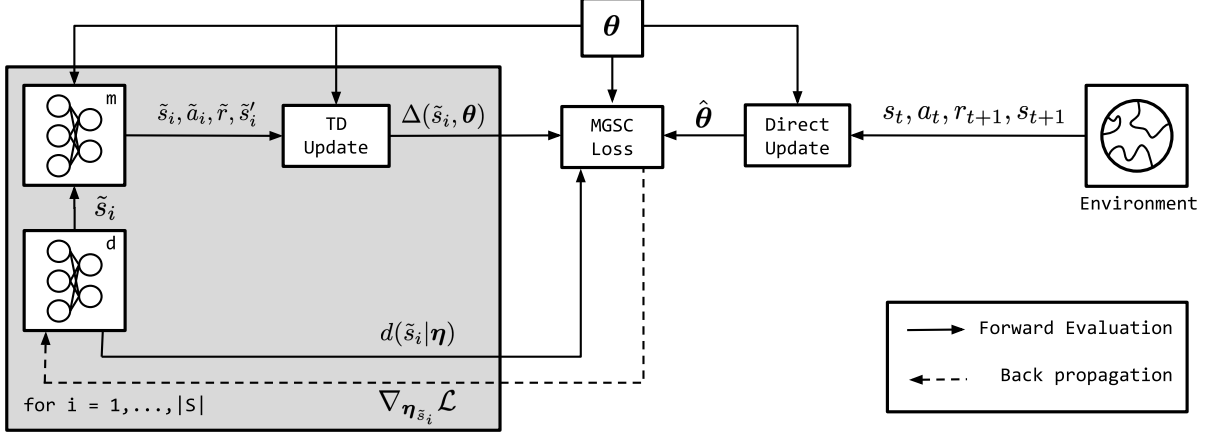 θ
m
s̃ᵢ, ãᵢ, r̃, s̃′ᵢ
TD
Update
Δ(s̃ᵢ, θ)
MGSC
Loss
θ̂
Direct
Update
sₜ, aₜ, rₜ₊₁, sₜ₊₁
Environment
s̃ᵢ
d
d(s̃ᵢ|η)
for i = 1,...,|S|
∇_{η_{s̃ᵢ}} ℒ
Forward Evaluation
Back propagation